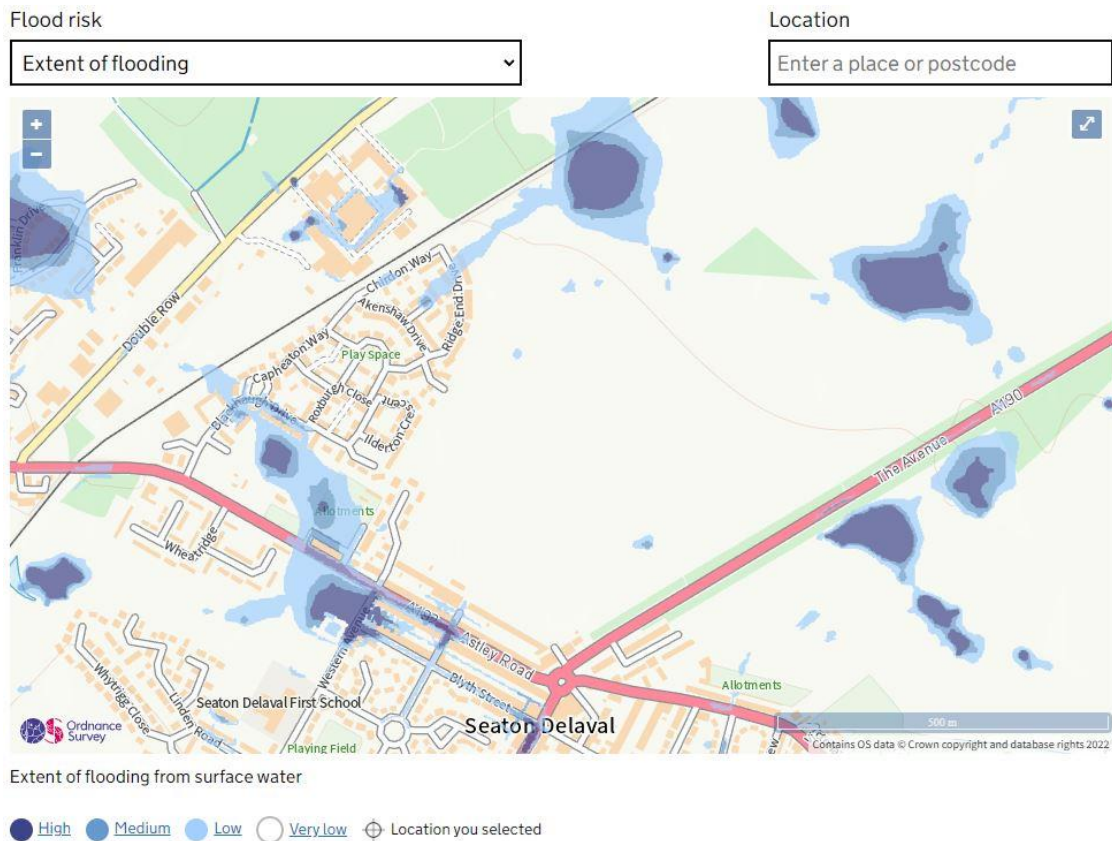 Flood risk
Location
Extent of flooding
Enter a place or postcode
+
−
Franklin Drive
Double Row
Chirdon Way
Akenshaw Drive
Ridge End Dri
Play Space
Capheaton Way
Roxburgh Close
Ilderton Cres
cent
Blackhaugh Drive
A190
The Avenue
Allotments
Wheatridge
Astley Road
Western Avenue
Blyth Street
Whytrigg Close
Linden Road
Seaton Delaval First School
Allotments
Seaton Delaval
Playing Field
500 m
Ordnance
Survey
Contains OS data © Crown copyright and database rights 2022
Extent of flooding from surface water
High Medium Low Very low Location you selected